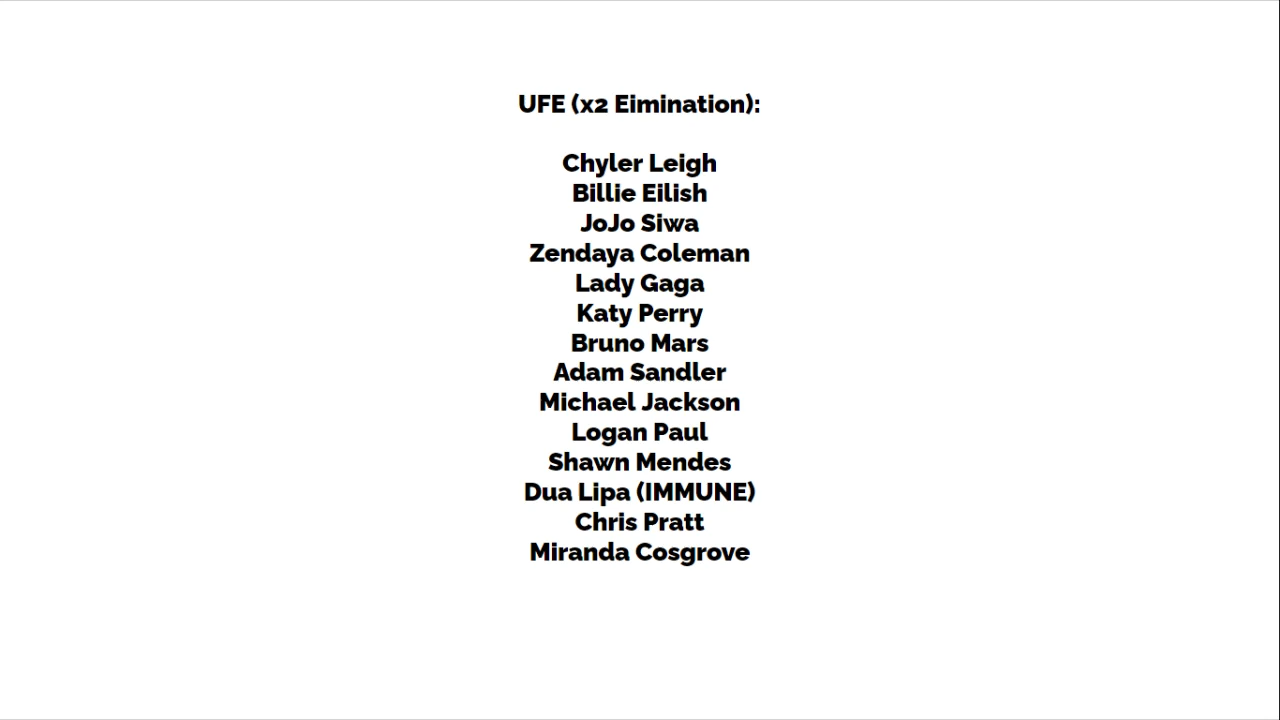 UFE (x2 Eimination):
Chyler Leigh
Billie Eilish
JoJo Siwa
Zendaya Coleman
Lady Gaga
Katy Perry
Bruno Mars
Adam Sandler
Michael Jackson
Logan Paul
Shawn Mendes
Dua Lipa (IMMUNE)
Chris Pratt
Miranda Cosgrove